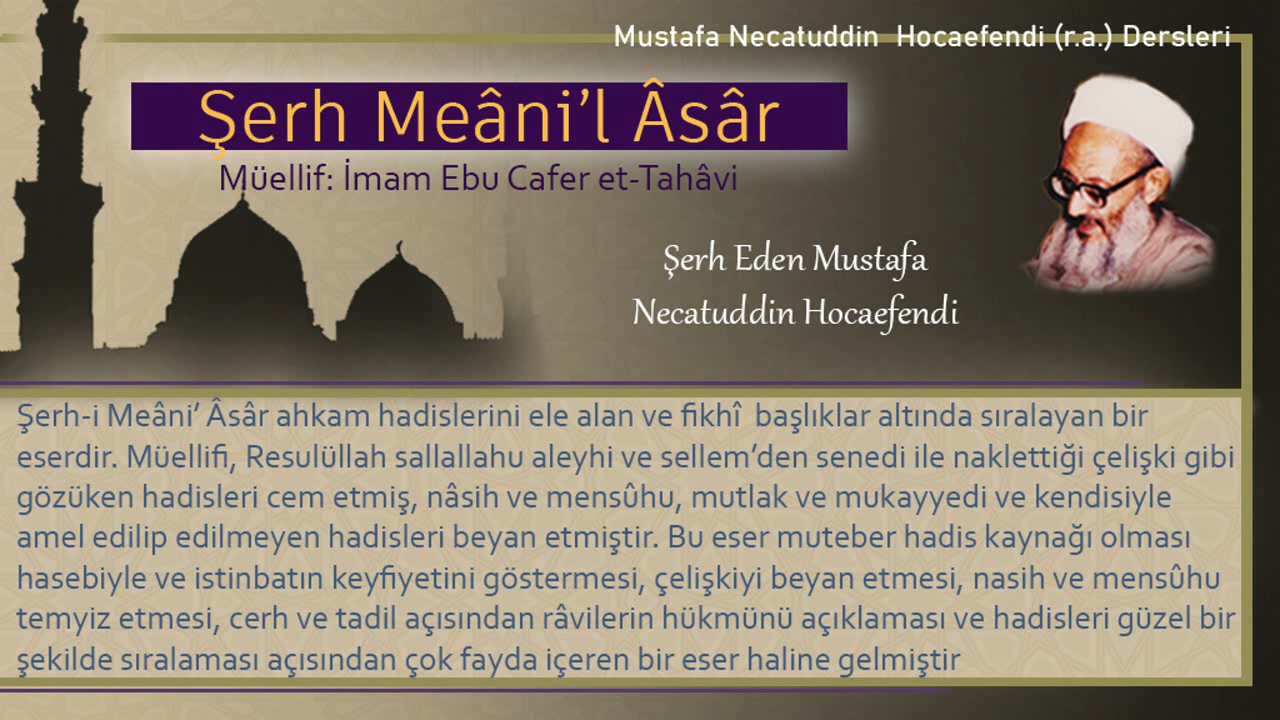 Mustafa Necatuddin Hocaefendi (r.a.) Dersleri
Şerh Meâni’l Âsâr
Müellif: İmam Ebu Cafer et-Tahâvi
Şerh Eden Mustafa
Necatuddin Hocaefendi
Şerh-i Meâni’ Âsâr ahkam hadislerini ele alan ve fikhî başlıklar altında sıralayan bir
eserdir. Müellifi, Resulüllah sallallahu aleyhi ve sellem’den senedi ile naklettiği çelişki gibi
gözüken hadisleri cem etmiş, nâsih ve mensûhu, mutlak ve mukayyedi ve kendisiyle
amel edilip edilmeyen hadisleri beyan etmiştir. Bu eser muteber hadis kaynağı olması
hasebiyle ve istinbatın keyfiyetini göstermesi, çelişkiyi beyan etmesi, nasih ve mensûhu
temyiz etmesi, cerh ve tadil açısından râvilerin hükmünü açıklaması ve hadisleri güzel bir
şekilde sıralaması açısından çok fayda içeren bir eser haline gelmiştir